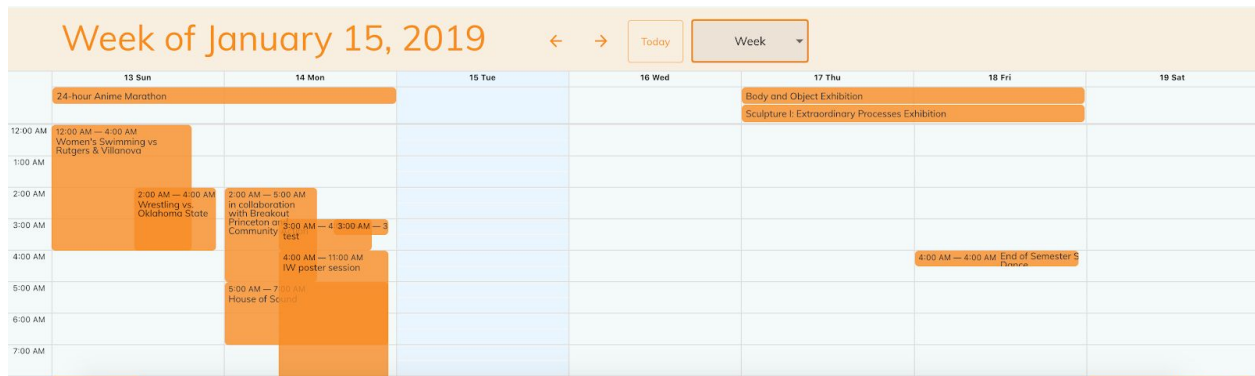 Week of January 15, 2019
← → Today Week
13 Sun 14 Mon 15 Tue 16 Wed 17 Thu 18 Fri 19 Sat
24-hour Anime Marathon
Body and Object Exhibition
Sculpture I: Extraordinary Processes Exhibition
12:00 AM
1:00 AM
2:00 AM
3:00 AM
4:00 AM
5:00 AM
6:00 AM
7:00 AM
12:00 AM — 4:00 AM
Women's Swimming vs
Rutgers & Villanova
2:00 AM — 4:00 AM
Wrestling vs.
Oklahoma State
2:00 AM — 5:00 AM
in collaboration
with Breakout
Princeton
Community
3:00 AM — 4
test
3:00 AM — 3
4:00 AM — 11:00 AM
IW poster session
5:00 AM — 7
House of Sound
4:00 AM — 4:00 AM End of Semester S
Dance